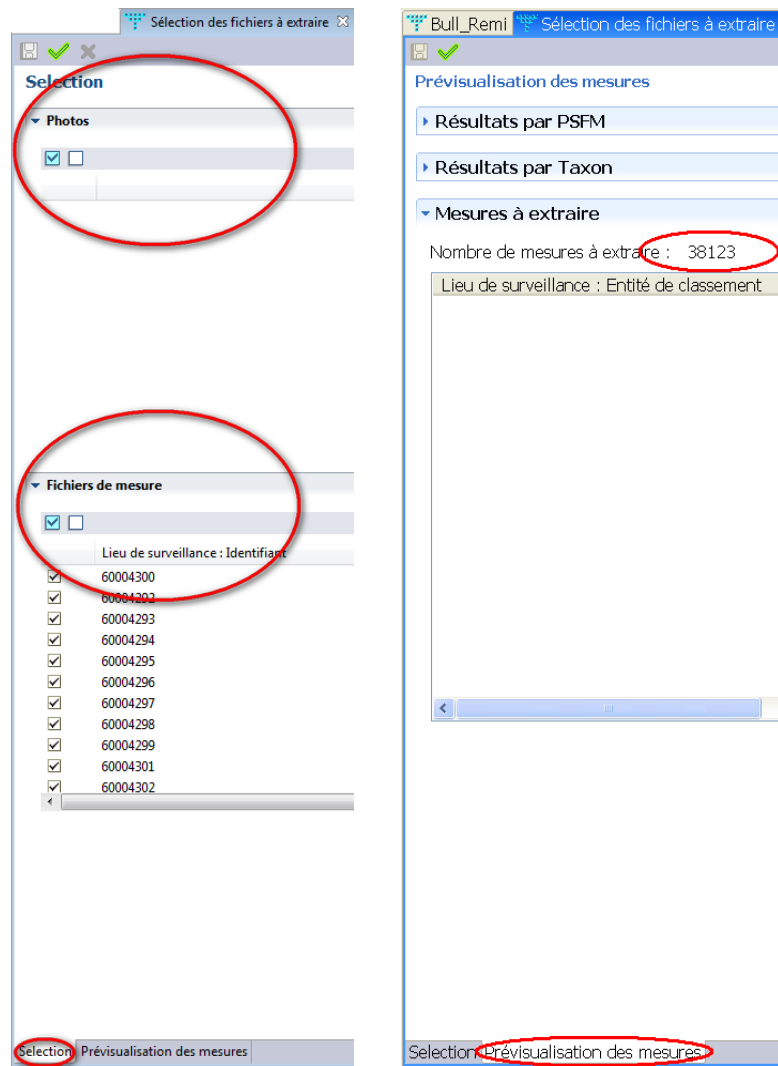 Sélection des fichiers à extraire
Selection
Photos
Fichiers de mesure
Lieu de surveillance : Identifiant
60004300
60004292
60004293
60004294
60004295
60004296
60004297
60004298
60004299
60004301
60004302
Selection Prévisualisation des mesures
Bull_Remi Sélection des fichiers à extraire
Prévisualisation des mesures
Résultats par PSFM
Résultats par Taxon
Mesures à extraire
Nombre de mesures à extraire : 38123
Lieu de surveillance : Entité de classement
Selection Prévisualisation des mesures